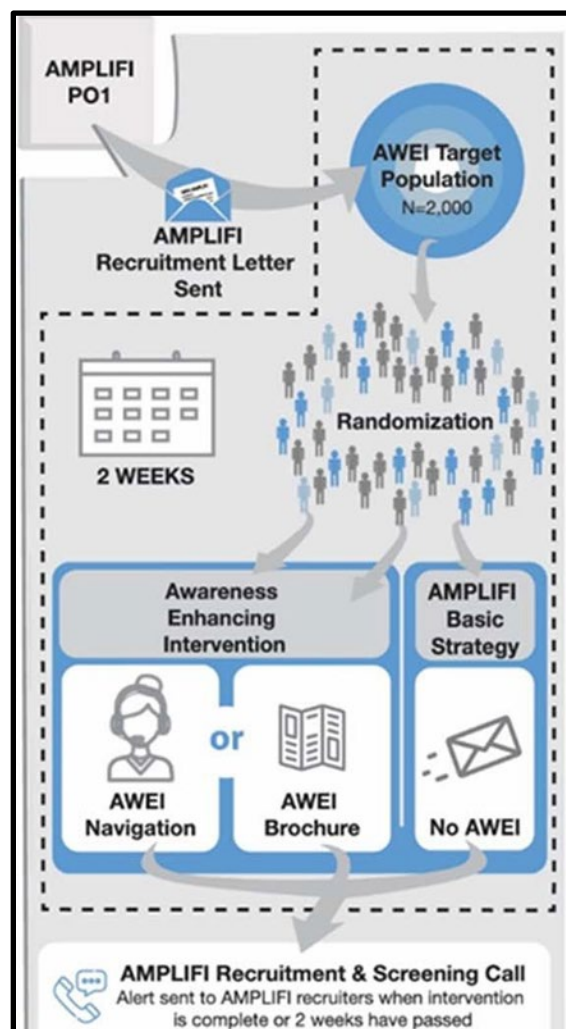 AMPLIFI
PO1
AWEI Target
Population
N=2,000
AMPLIFI
Recruitment Letter
Sent
Randomization
2 WEEKS
Awareness
Enhancing
Intervention
AMPLIFI
Basic
Strategy
or
AWEI
Navigation
AWEI
Brochure
No AWEI
AMPLIFI Recruitment & Screening Call
Alert sent to AMPLIFI recruiters when intervention
is complete or 2 weeks have passed